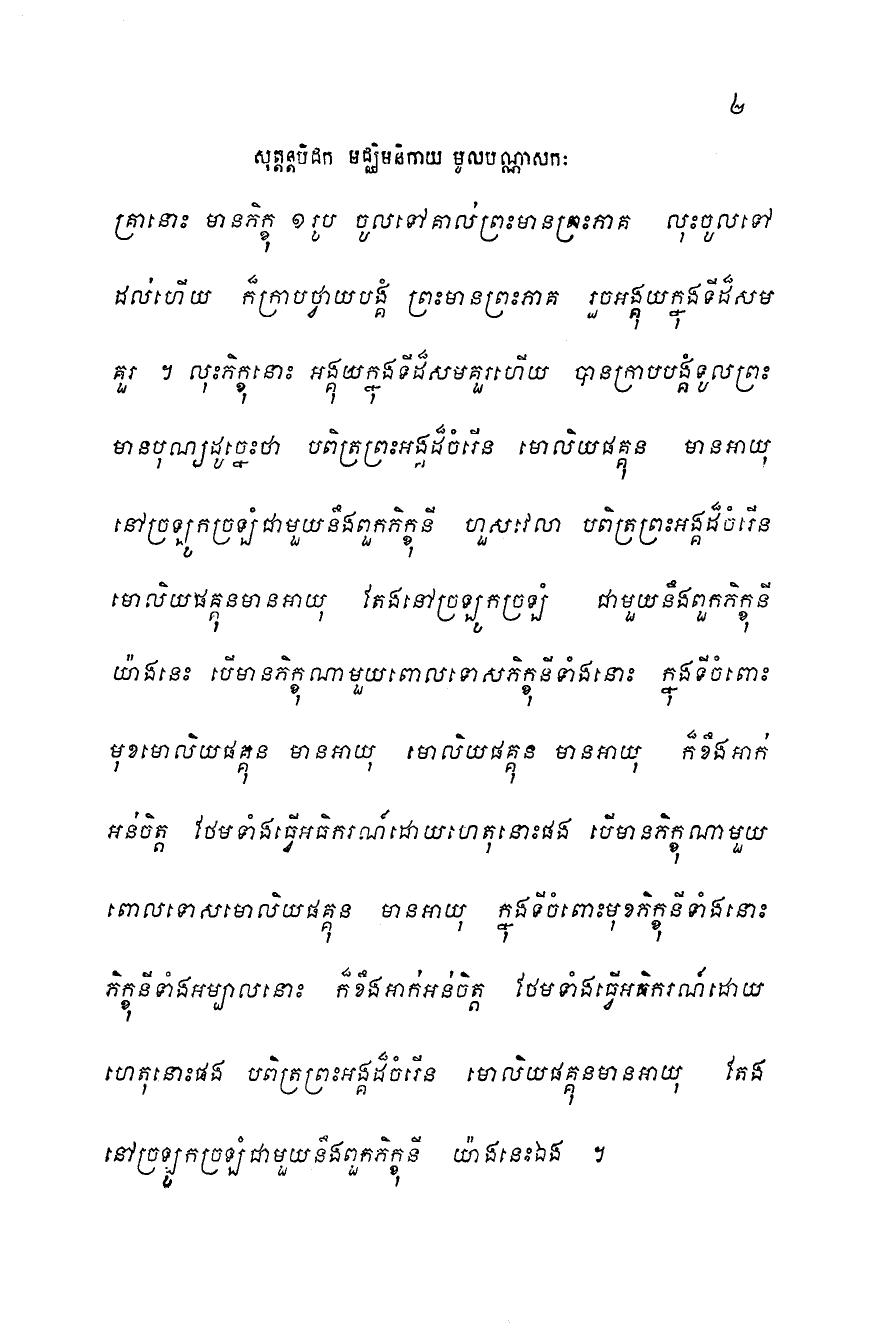 ២
សុត្តន្តបិដក មជ្ឈិមនិកាយ មូលបណ្ណាសកៈ
គ្រានោះ មានភិក្ខុ ១ រូប ចូលទៅគាល់ព្រះមានព្រះភាគ លុះចូលទៅ
ដល់ហើយ ក៏ក្រាបថ្វាយបង្គំ ព្រះមានព្រះភាគ រួចអង្គុយក្នុងទីដ៏សម
គួរ ។ លុះភិក្ខុនោះ អង្គុយក្នុងទីដ៏សមគួរហើយ បានក្រាបបង្គំទូលព្រះ
មានបុណ្យដូច្នេះថា បពិត្រព្រះអង្គដ៏ចំរើន មោលិយផគ្គុន មានអាយុ
នៅច្រឡូកច្រឡំជាមួយនឹងពួកភិក្ខុនី ហួសវេលា បពិត្រព្រះអង្គដ៏ចំរើន
មោលិយផគ្គុនមានអាយុ តែងនៅច្រឡូកច្រឡំ ជាមួយនឹងពួកភិក្ខុនី
យ៉ាងនេះ បើមានភិក្ខុណាមួយពោលទោសភិក្ខុនីទាំងនោះ ក្នុងទីចំពោះ
មុខមោលិយផគ្គុន មានអាយុ មោលិយផគ្គុន មានអាយុ ក៏ខឹងអាក់
អន់ចិត្ត ថែមទាំងធ្វើអធិករណ៍ដោយហេតុនោះផង បើមានភិក្ខុណាមួយ
ពោលទោសមោលិយផគ្គុន មានអាយុ ក្នុងទីចំពោះមុខភិក្ខុនីទាំងនោះ
ភិក្ខុនីទាំងអម្បាលនោះ ក៏ខឹងអាក់អន់ចិត្ត ថែមទាំងធ្វើអធិករណ៍ដោយ
ហេតុនោះផង បពិត្រព្រះអង្គដ៏ចំរើន មោលិយផគ្គុនមានអាយុ តែង
នៅច្រឡូកច្រឡំជាមួយនឹងពួកភិក្ខុនី យ៉ាងនេះឯង ។